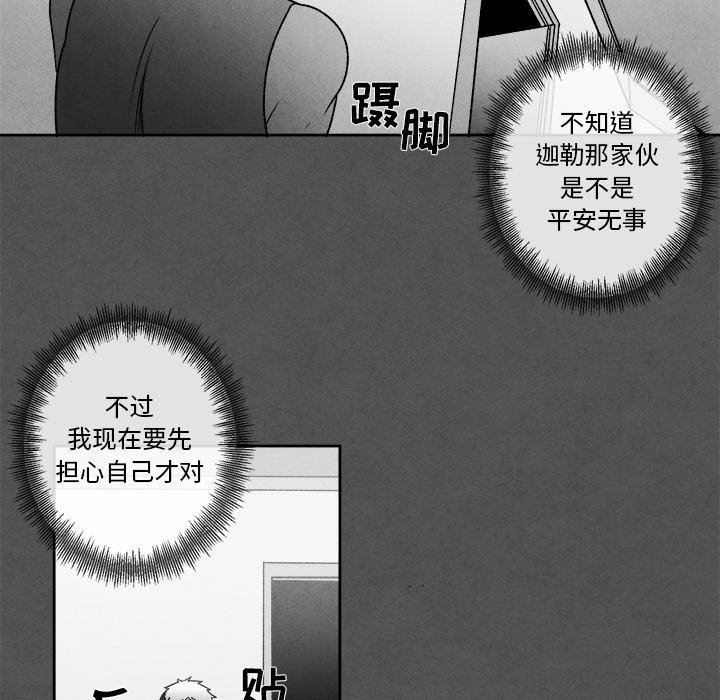 蹑
脚
不知道
迦勒那家伙
是不是
平安无事
不过
我现在要先
担心自己才对
贴